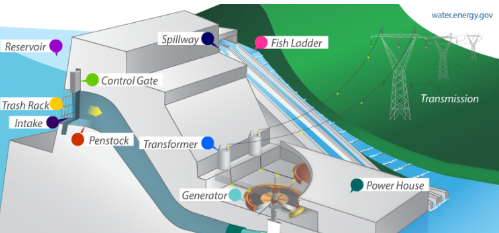 water.energy.gov
Spillway
Fish Ladder
Reservoir
Control Gate
Trash Rack
Transmission
Intake
Penstock
Transformer
Power House
Generator